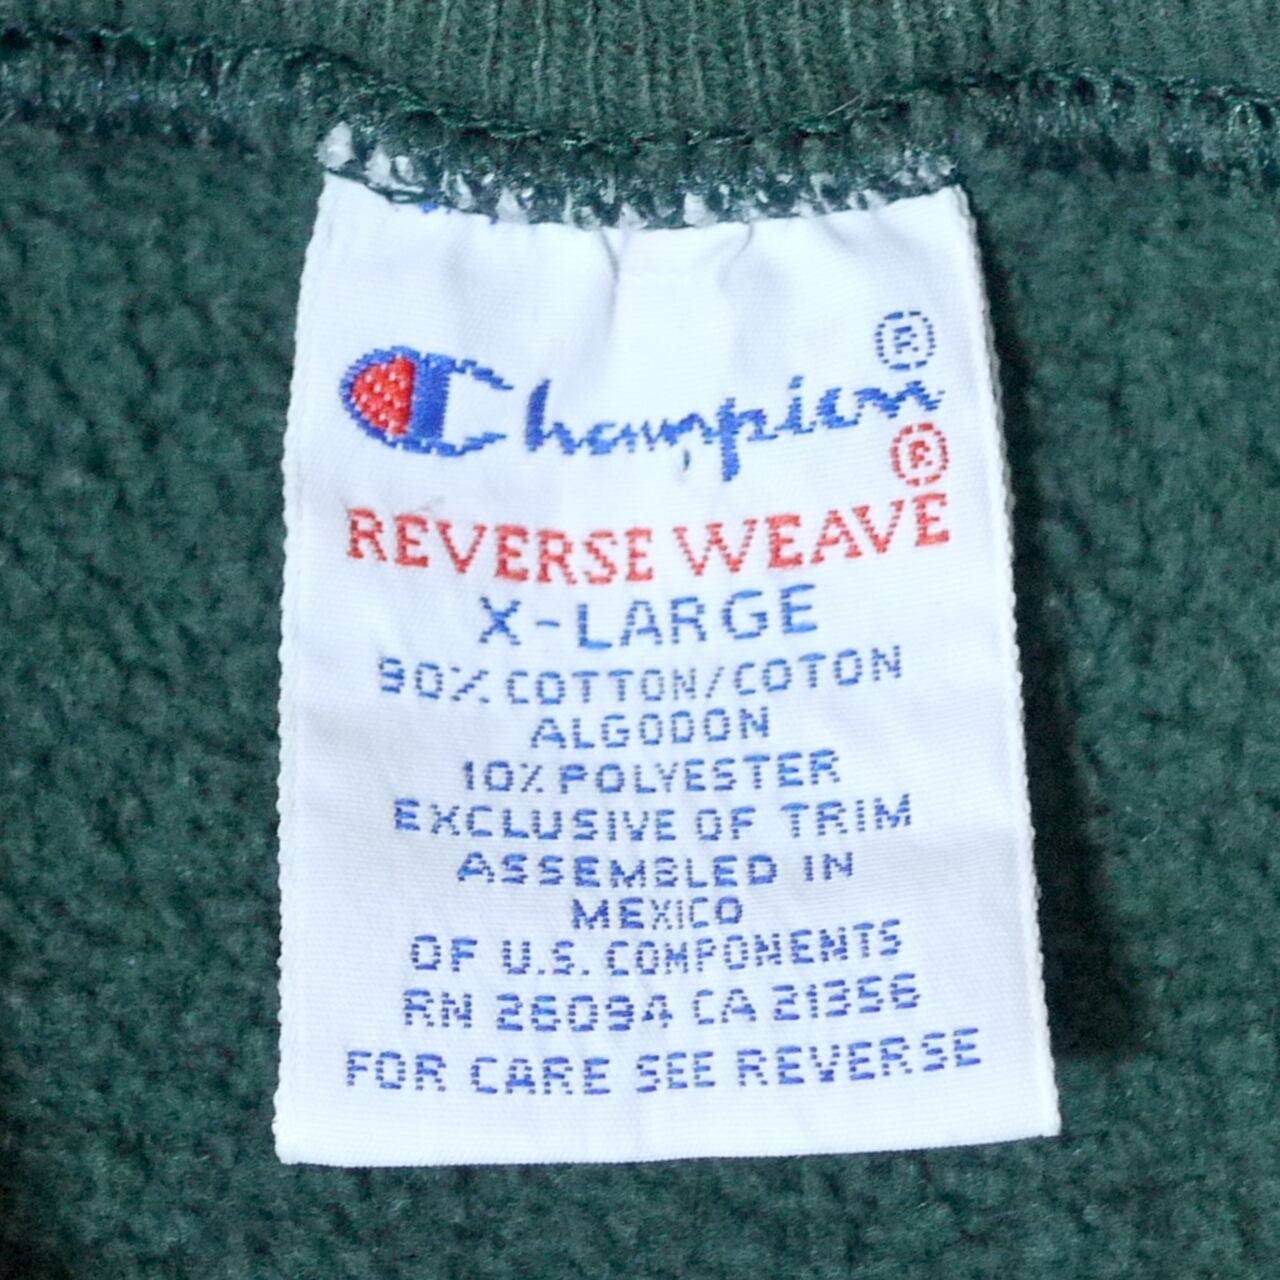 Champion®
®
REVERSE WEAVE
X-LARGE
90% COTTON/COTON
ALGODON
10% POLYESTER
EXCLUSIVE OF TRIM
ASSEMBLED IN
MEXICO
OF U.S. COMPONENTS
RN 26094 CA 21356
FOR CARE SEE REVERSE